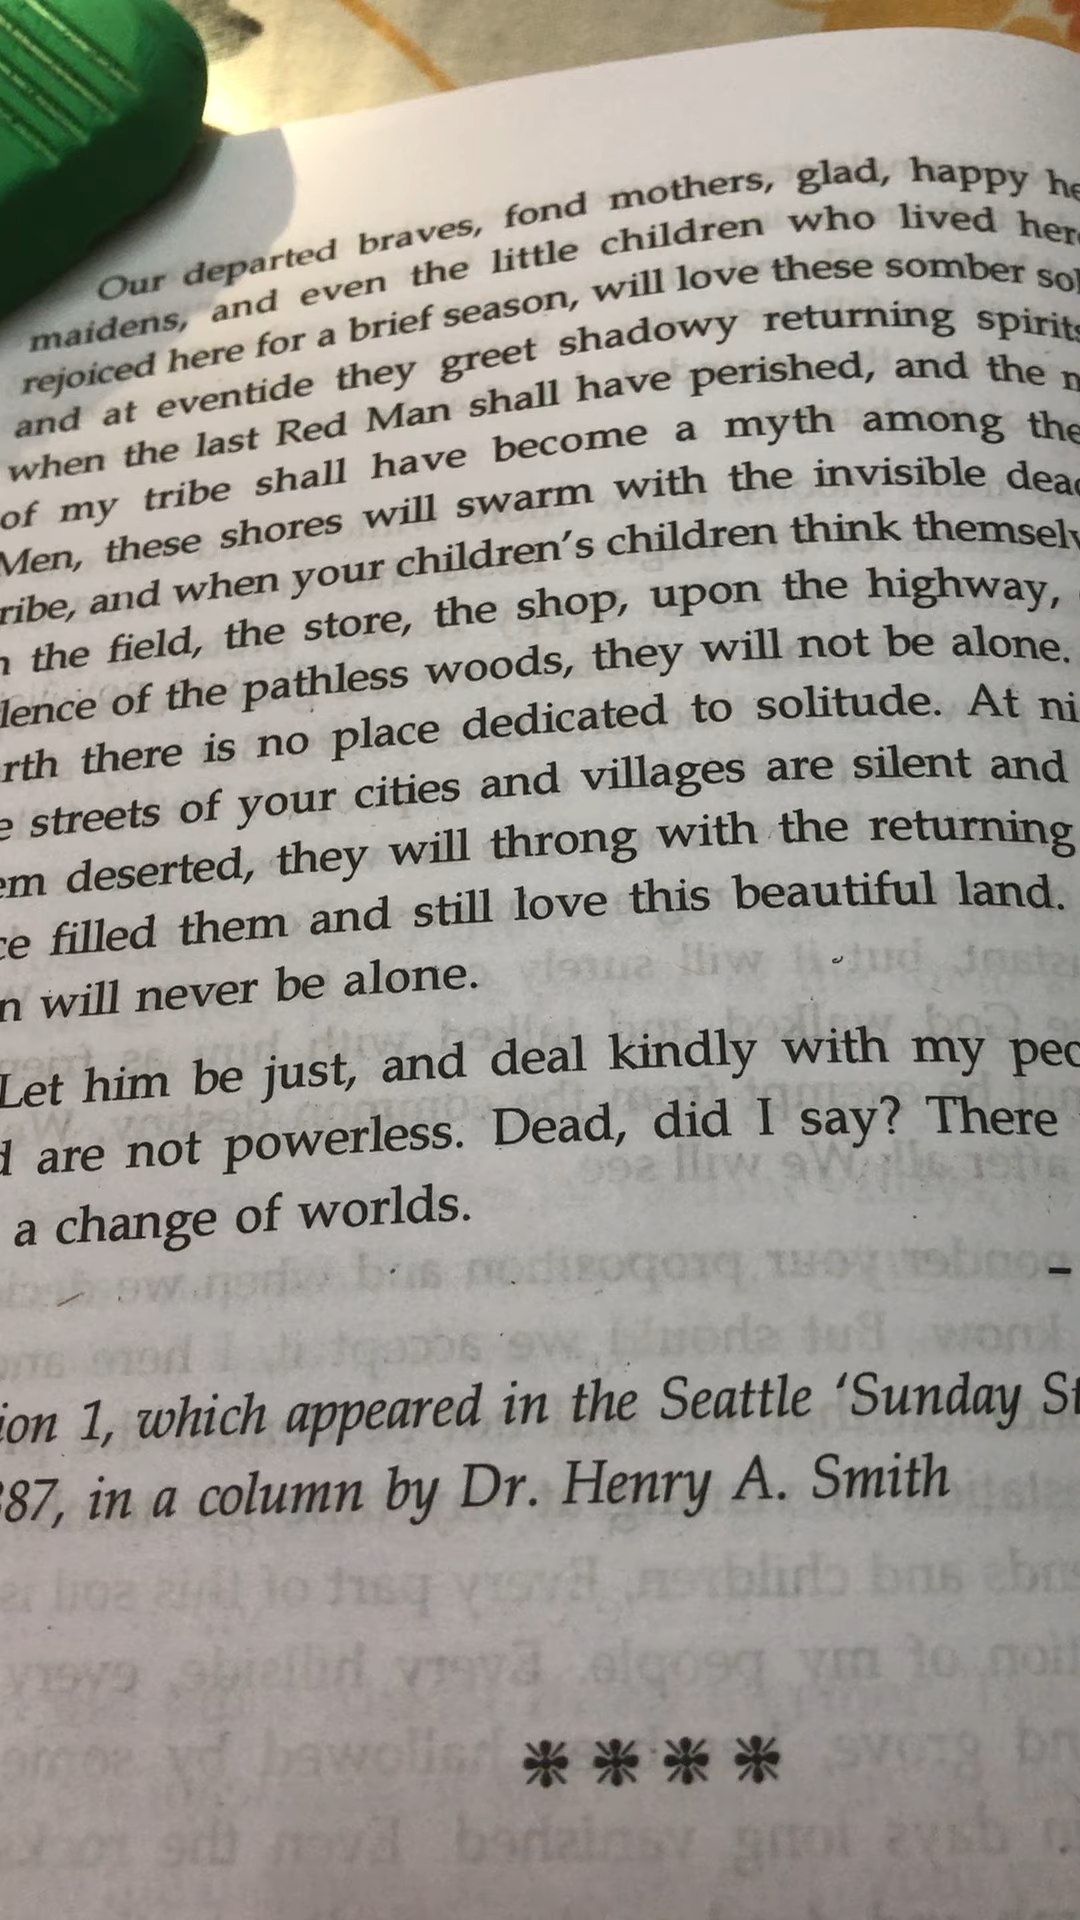 Our departed braves, fond mothers, glad, happy he
maidens, and even the little children who lived her
rejoiced here for a brief season, will love these somber sol
and at eventide they greet shadowy returning spirits
when the last Red Man shall have perished, and the m
of my tribe shall have become a myth among the
Men, these shores will swarm with the invisible dead
ribe, and when your children's children think themselv
n the field, the store, the shop, upon the highway,
lence of the pathless woods, they will not be alone.
rth there is no place dedicated to solitude. At ni
e streets of your cities and villages are silent and
em deserted, they will throng with the returning
ce filled them and still love this beautiful land.
n will never be alone.
Let him be just, and deal kindly with my peo
d are not powerless. Dead, did I say? There
a change of worlds.
–
ion 1, which appeared in the Seattle ‘Sunday St
887, in a column by Dr. Henry A. Smith